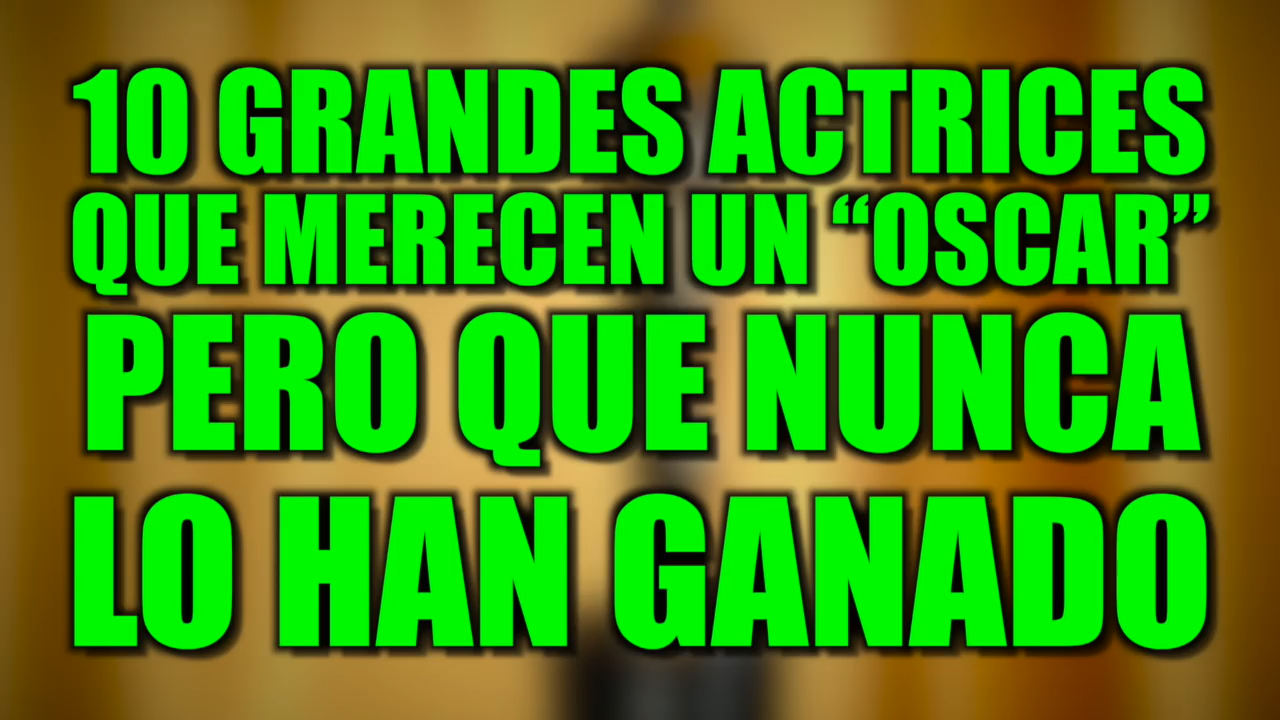 10 GRANDES ACTRICES
QUE MERECEN UN “OSCAR”
PERO QUE NUNCA
LO HAN GANADO